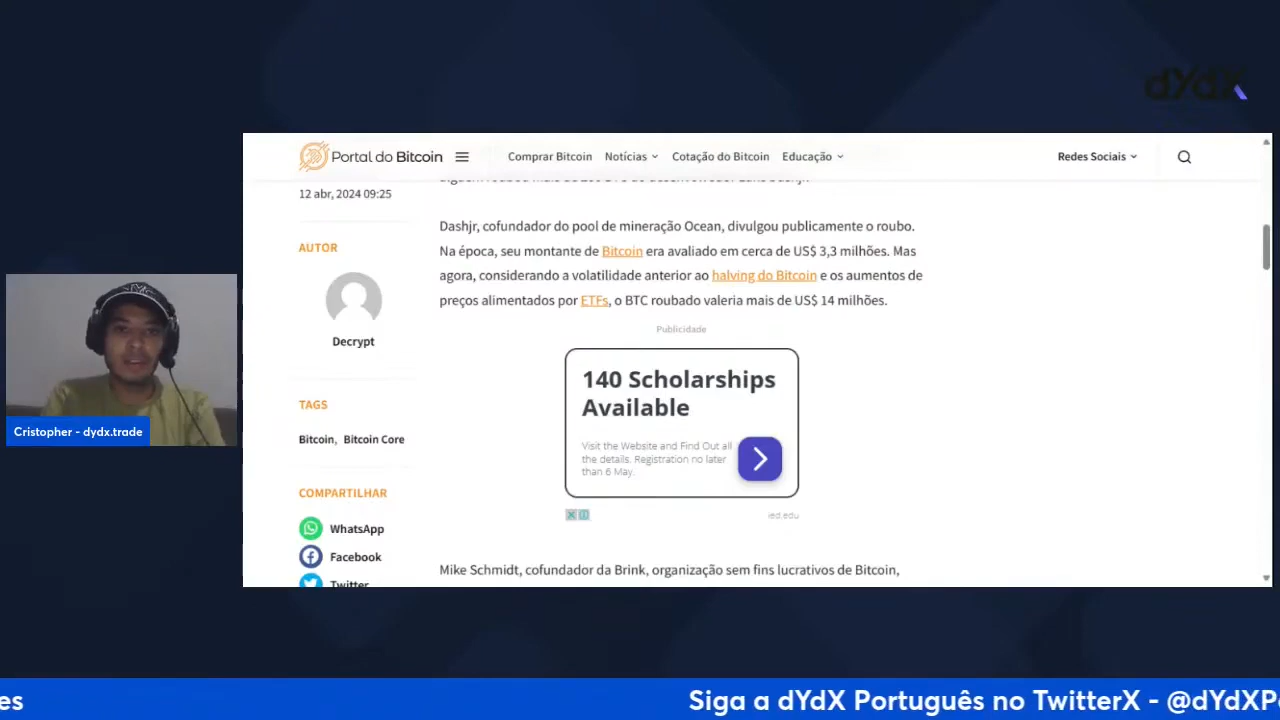 dYdX
Portal do Bitcoin
Comprar Bitcoin
Notícias
Cotação do Bitcoin
Educação
Redes Sociais
12 abr, 2024 09:25
AUTOR
Decrypt
TAGS
Bitcoin, Bitcoin Core
COMPARTILHAR
WhatsApp
Facebook
Twitter
Dashjr, cofundador do pool de mineração Ocean, divulgou publicamente o roubo.
Na época, seu montante de Bitcoin era avaliado em cerca de US$ 3,3 milhões. Mas
agora, considerando a volatilidade anterior ao halving do Bitcoin e os aumentos de
preços alimentados por ETFs, o BTC roubado valeria mais de US$ 14 milhões.
Publicidade
140 Scholarships
Available
Visit the Website and Find Out all
the details. Registration no later
than 6 May.
ied.edu
Mike Schmidt, cofundador da Brink, organização sem fins lucrativos de Bitcoin,
Cristopher - dydx.trade
es
Siga a dYdX Português no TwitterX - @dYdXP